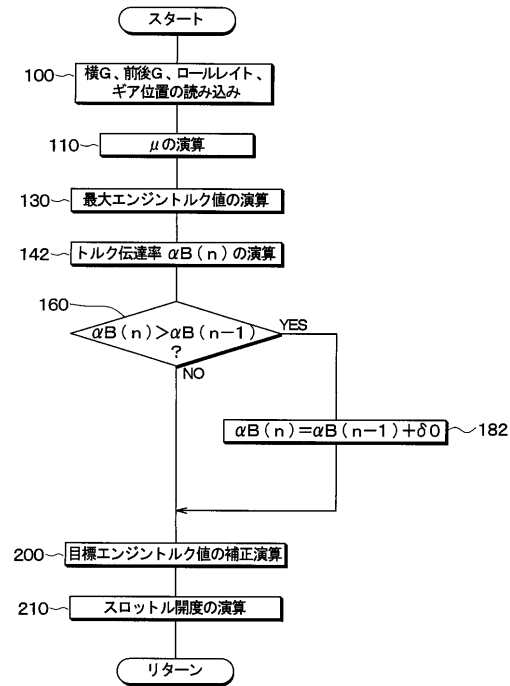 スタート
100
横G、前後G、ロールレイト、
ギア位置の読み込み
110
μの演算
130
最大エンジントルク値の演算
142
トルク伝達率 αB(n)の演算
160
αB(n)>αB(n−1)
?
YES
NO
αB(n)=αB(n−1)+δ0
182
200
目標エンジントルク値の補正演算
210
スロットル開度の演算
リターン